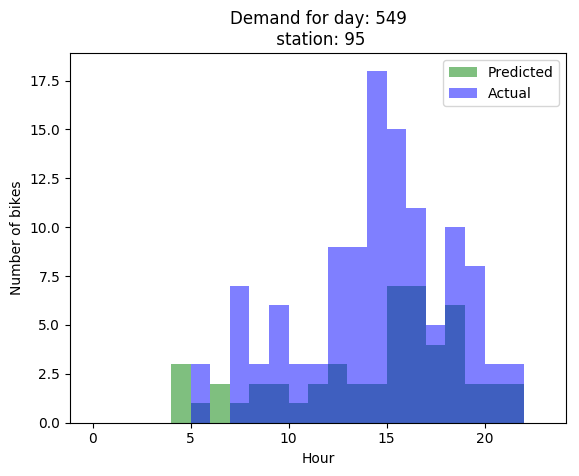 Demand for day: 549
station: 95
Predicted
Actual
17.5
15.0
12.5
10.0
7.5
5.0
2.5
0.0
Number of bikes
0 5 10 15 20
Hour